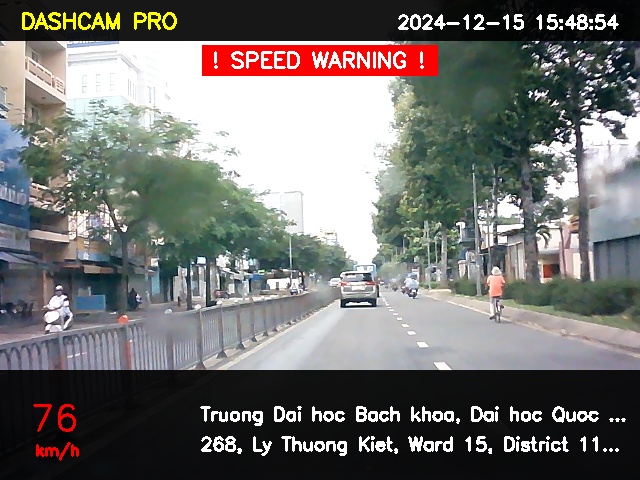 DASHCAM PRO
2024-12-15 15:48:54
! SPEED WARNING !
76
km/h
Truong Dai hoc Bach khoa, Dai hoc Quoc ...
268, Ly Thuong Kiet, Ward 15, District 11...